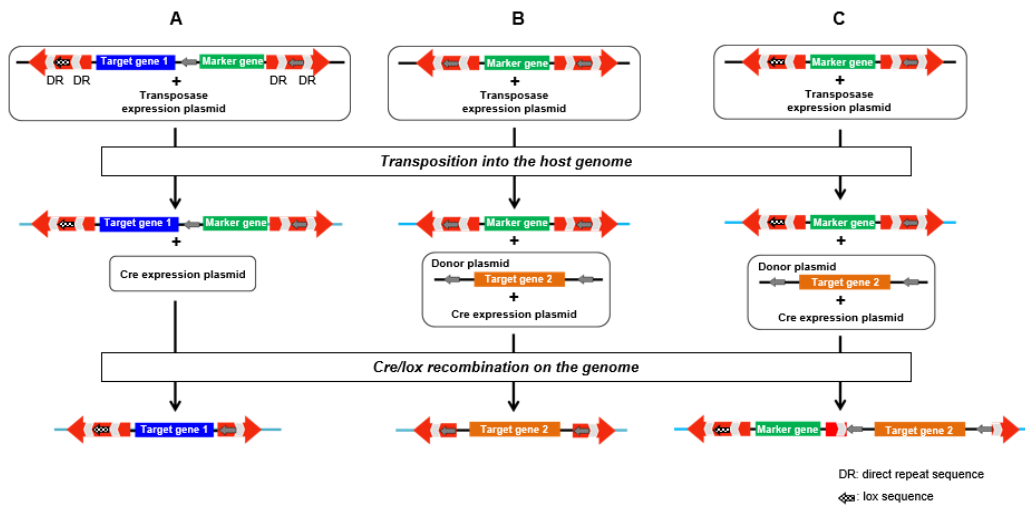 A
B
C
Target gene 1
Marker gene
DR
DR
DR
DR
+
Transposase
expression plasmid
Marker gene
+
Transposase
expression plasmid
Marker gene
+
Transposase
expression plasmid
Transposition into the host genome
Target gene 1
Marker gene
+
Cre expression plasmid
Marker gene
+
Donor plasmid
Target gene 2
+
Cre expression plasmid
Marker gene
+
Donor plasmid
Target gene 2
+
Cre expression plasmid
Cre/lox recombination on the genome
Target gene 1
Target gene 2
Marker gene
Target gene 2
DR: direct repeat sequence
: lox sequence